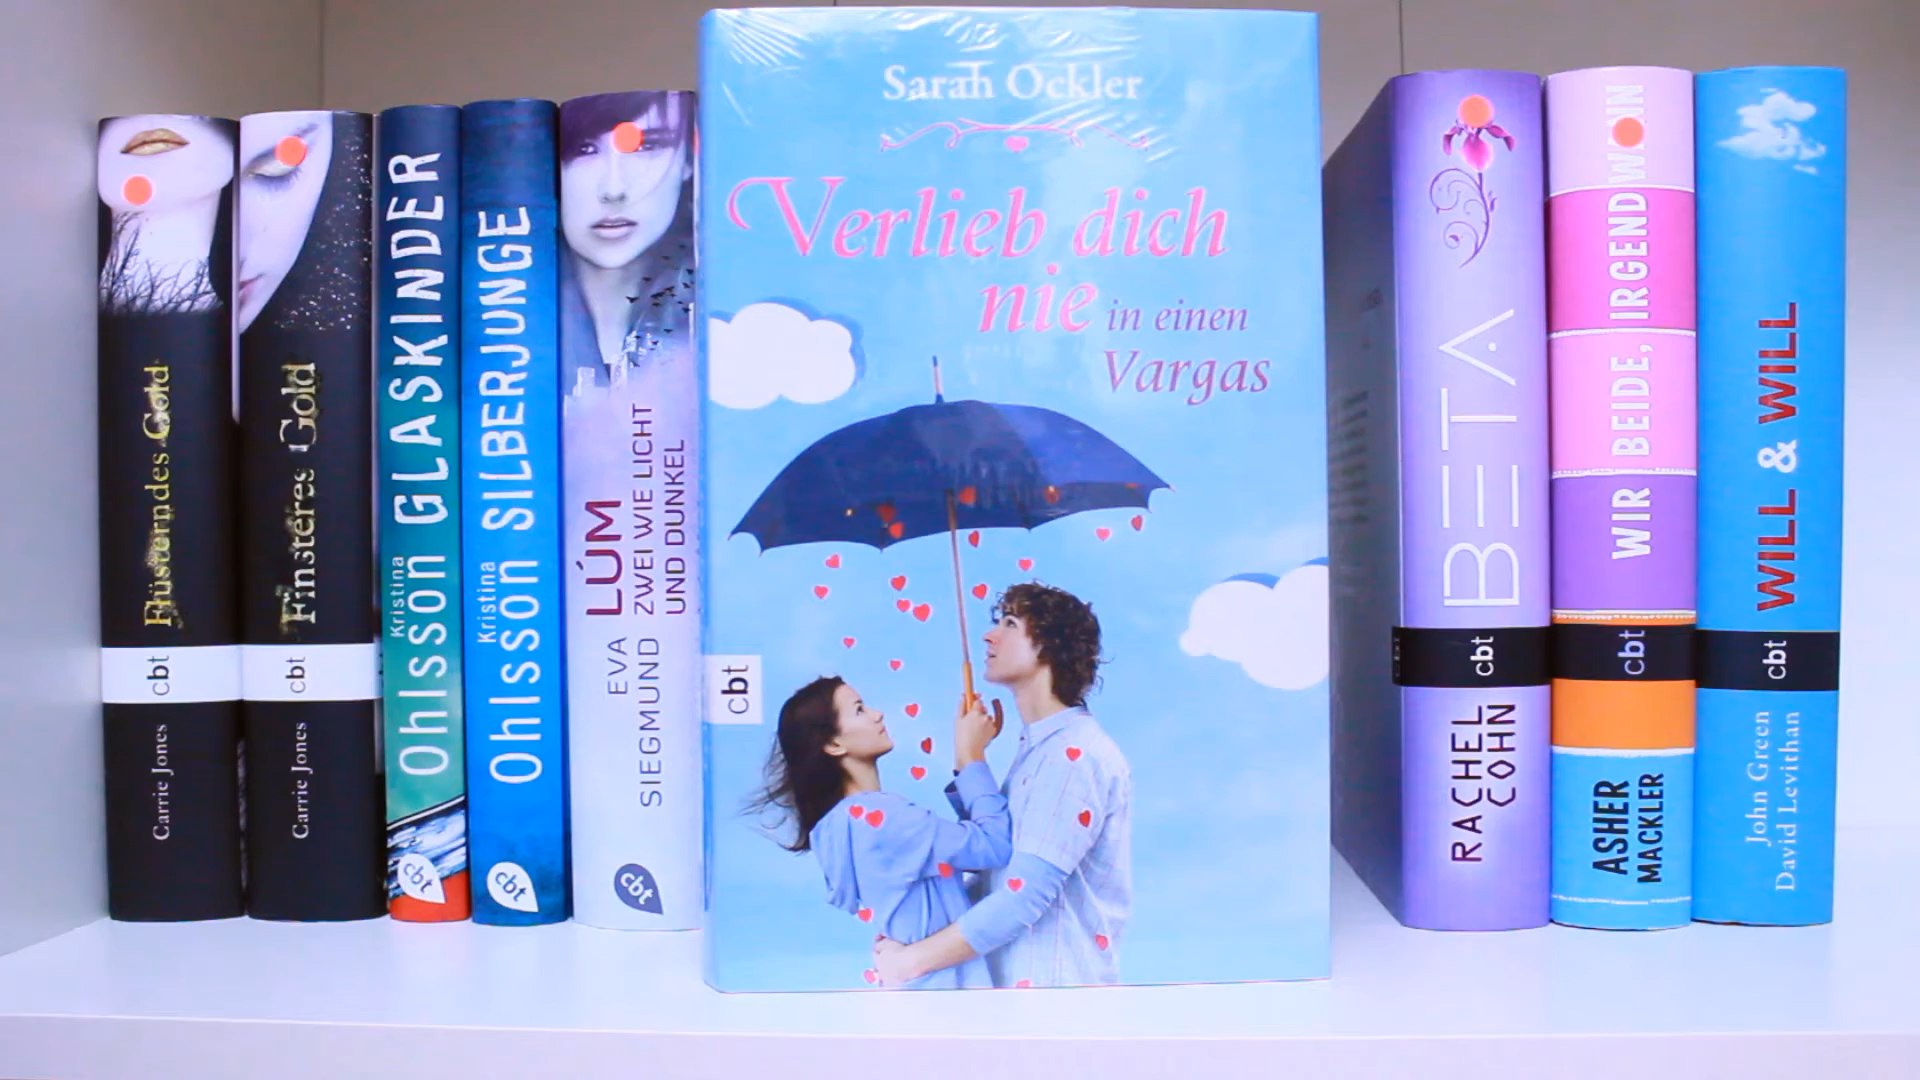 Flüsterndes Gold
cbt
Carrie Jones
Finsteres Gold
cbt
Carrie Jones
Kristina
Ohlsson GLASKINDER
cbt
Kristina
Ohlsson SILBERJUNGE
cbt
EVA
SIEGMUND
LÚM
ZWEI WIE LICHT
UND DUNKEL
cbt
Sarah Ockler
Verlieb dich
nie in einen
Vargas
cbt
BETA
cbt
RACHEL
COHN
WIR BEIDE, IRGENDWANN
cbt
ASHER
MACKLER
WILL & WILL
cbt
John Green
David Levithan